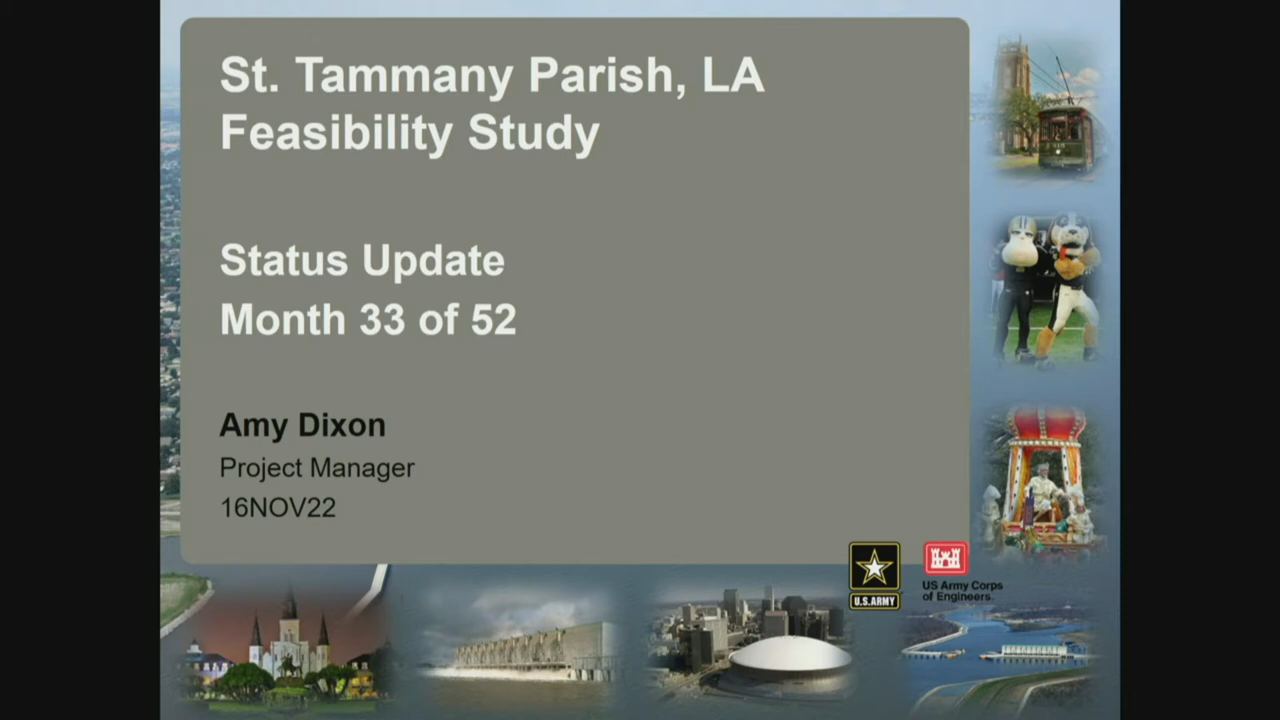 St. Tammany Parish, LA
Feasibility Study
Status Update
Month 33 of 52
Amy Dixon
Project Manager
16NOV22
U.S.ARMY
US Army Corps
of Engineers.